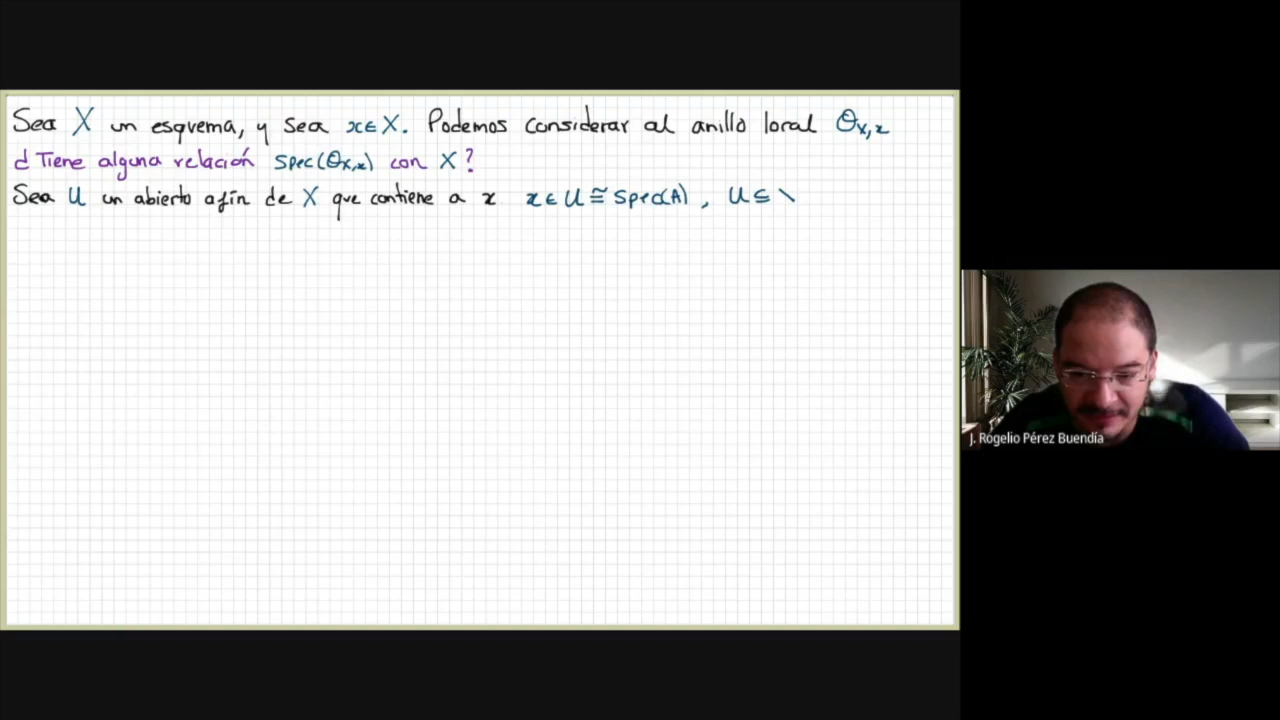 Sea X un esquema, y sea x∈X. Podemos considerar al anillo local 𝒪_{X,x}
¿Tiene alguna relación Spec(𝒪_{X,x}) con X?
Sea U un abierto afín de X que contiene a x x∈U≅Spec(A), U⊆
J. Rogelio Pérez Buendía